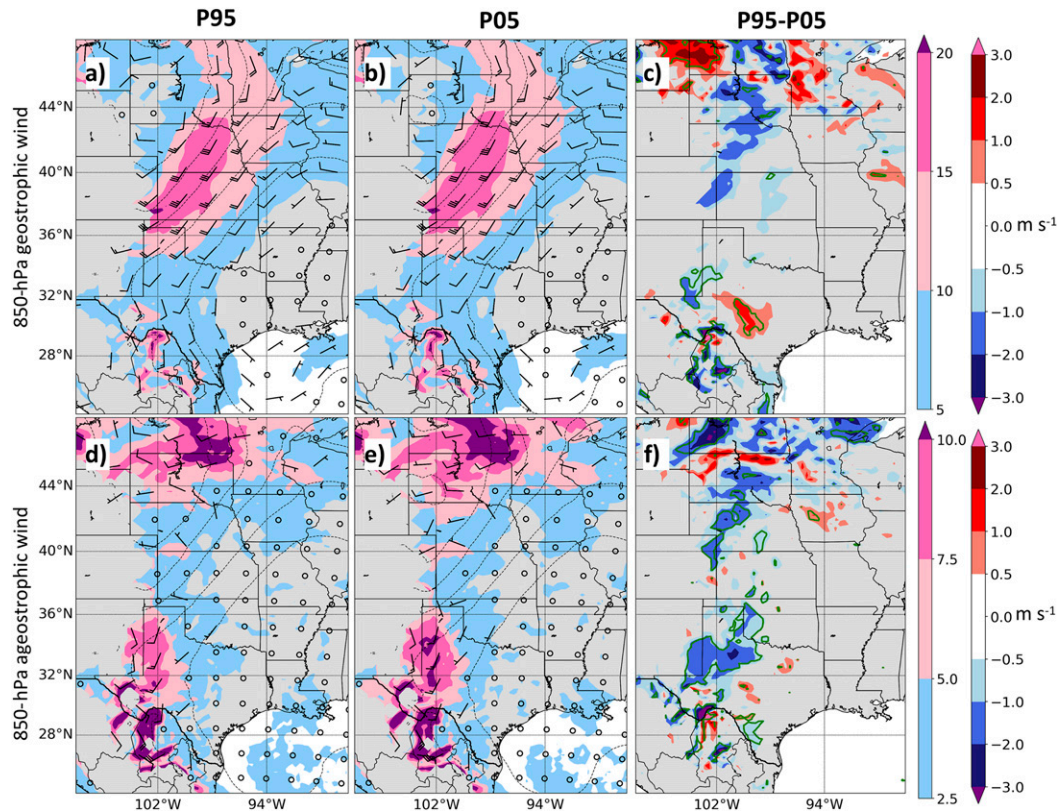 P95
P05
P95-P05
850-hPa geostrophic wind
a)
b)
c)
44°N
40°N
36°N
32°N
28°N
20
15
10
5
3.0
2.0
1.0
0.5
0.0 m s⁻¹
−0.5
−1.0
−2.0
−3.0
850-hPa ageostrophic wind
d)
e)
f)
44°N
40°N
36°N
32°N
28°N
102°W
94°W
102°W
94°W
102°W
94°W
10.0
7.5
5.0
2.5
3.0
2.0
1.0
0.5
0.0 m s⁻¹
−0.5
−1.0
−2.0
−3.0